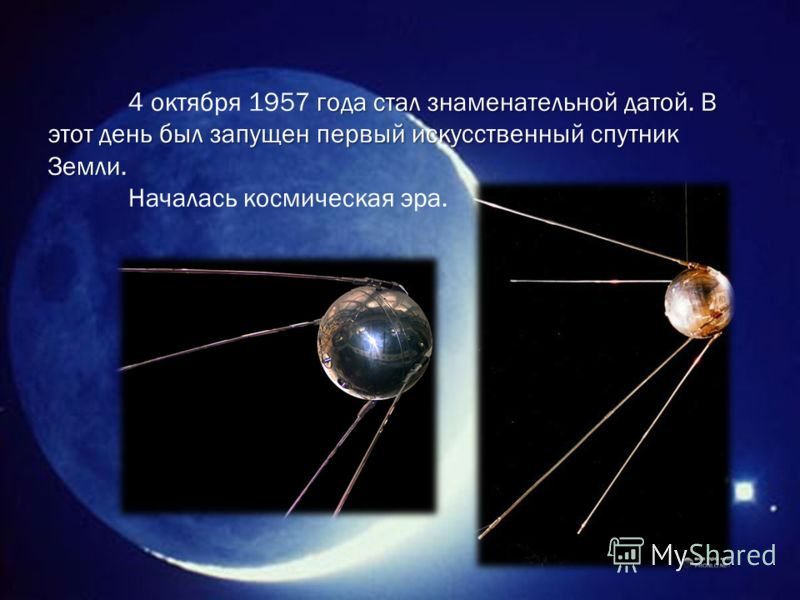 4 октября 1957 года стал знаменательной датой. В
этот день был запущен первый искусственный спутник
Земли.
Началась космическая эра.
MyShared